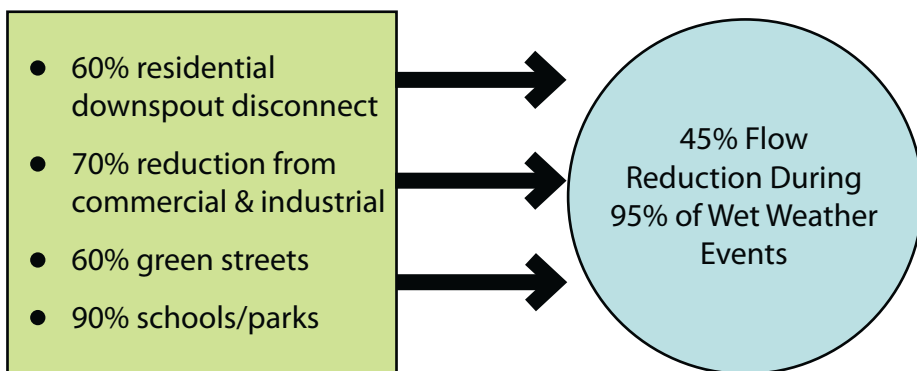 ● 60% residential
downspout disconnect
● 70% reduction from
commercial & industrial
● 60% green streets
● 90% schools/parks
45% Flow
Reduction During
95% of Wet Weather
Events